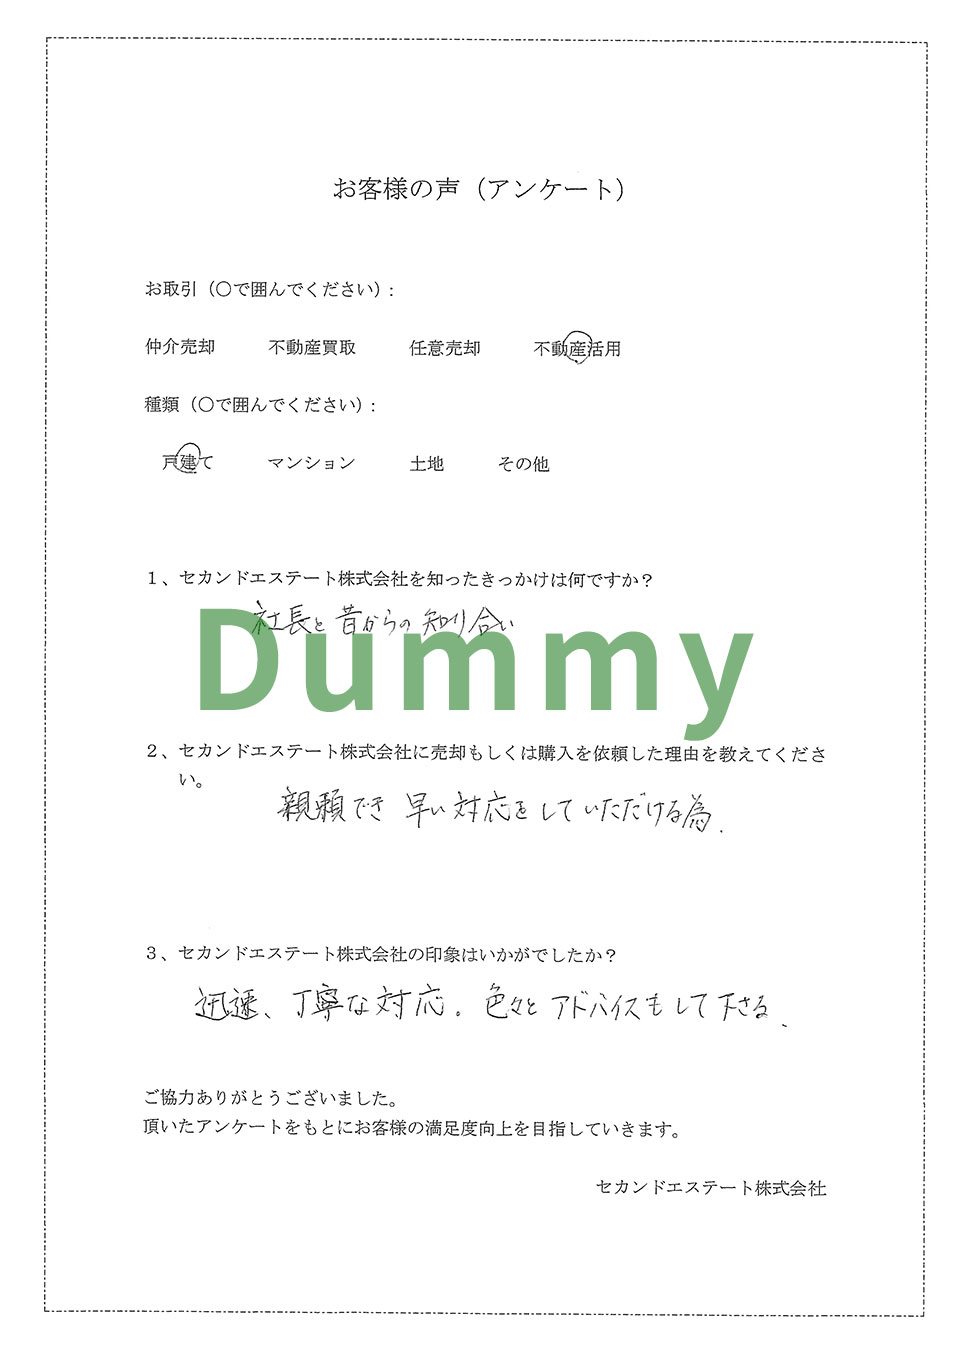 お客様の声（アンケート）
お取引（〇で囲んでください）:
仲介売却 不動産買取 任意売却 不動産活用
種類（〇で囲んでください）:
戸建て マンション 土地 その他
１、セカンドエステート株式会社を知ったきっかけは何ですか？
社長と昔からの知り合い
Dummy
２、セカンドエステート株式会社に売却もしくは購入を依頼した理由を教えてくださ
い。
親頼でき 早い対応をしていただける為.
３、セカンドエステート株式会社の印象はいかがでしたか？
迅速、丁寧な対応。色々とアドバイスもして下さる.
ご協力ありがとうございました。
頂いたアンケートをもとにお客様の満足度向上を目指していきます。
セカンドエステート株式会社